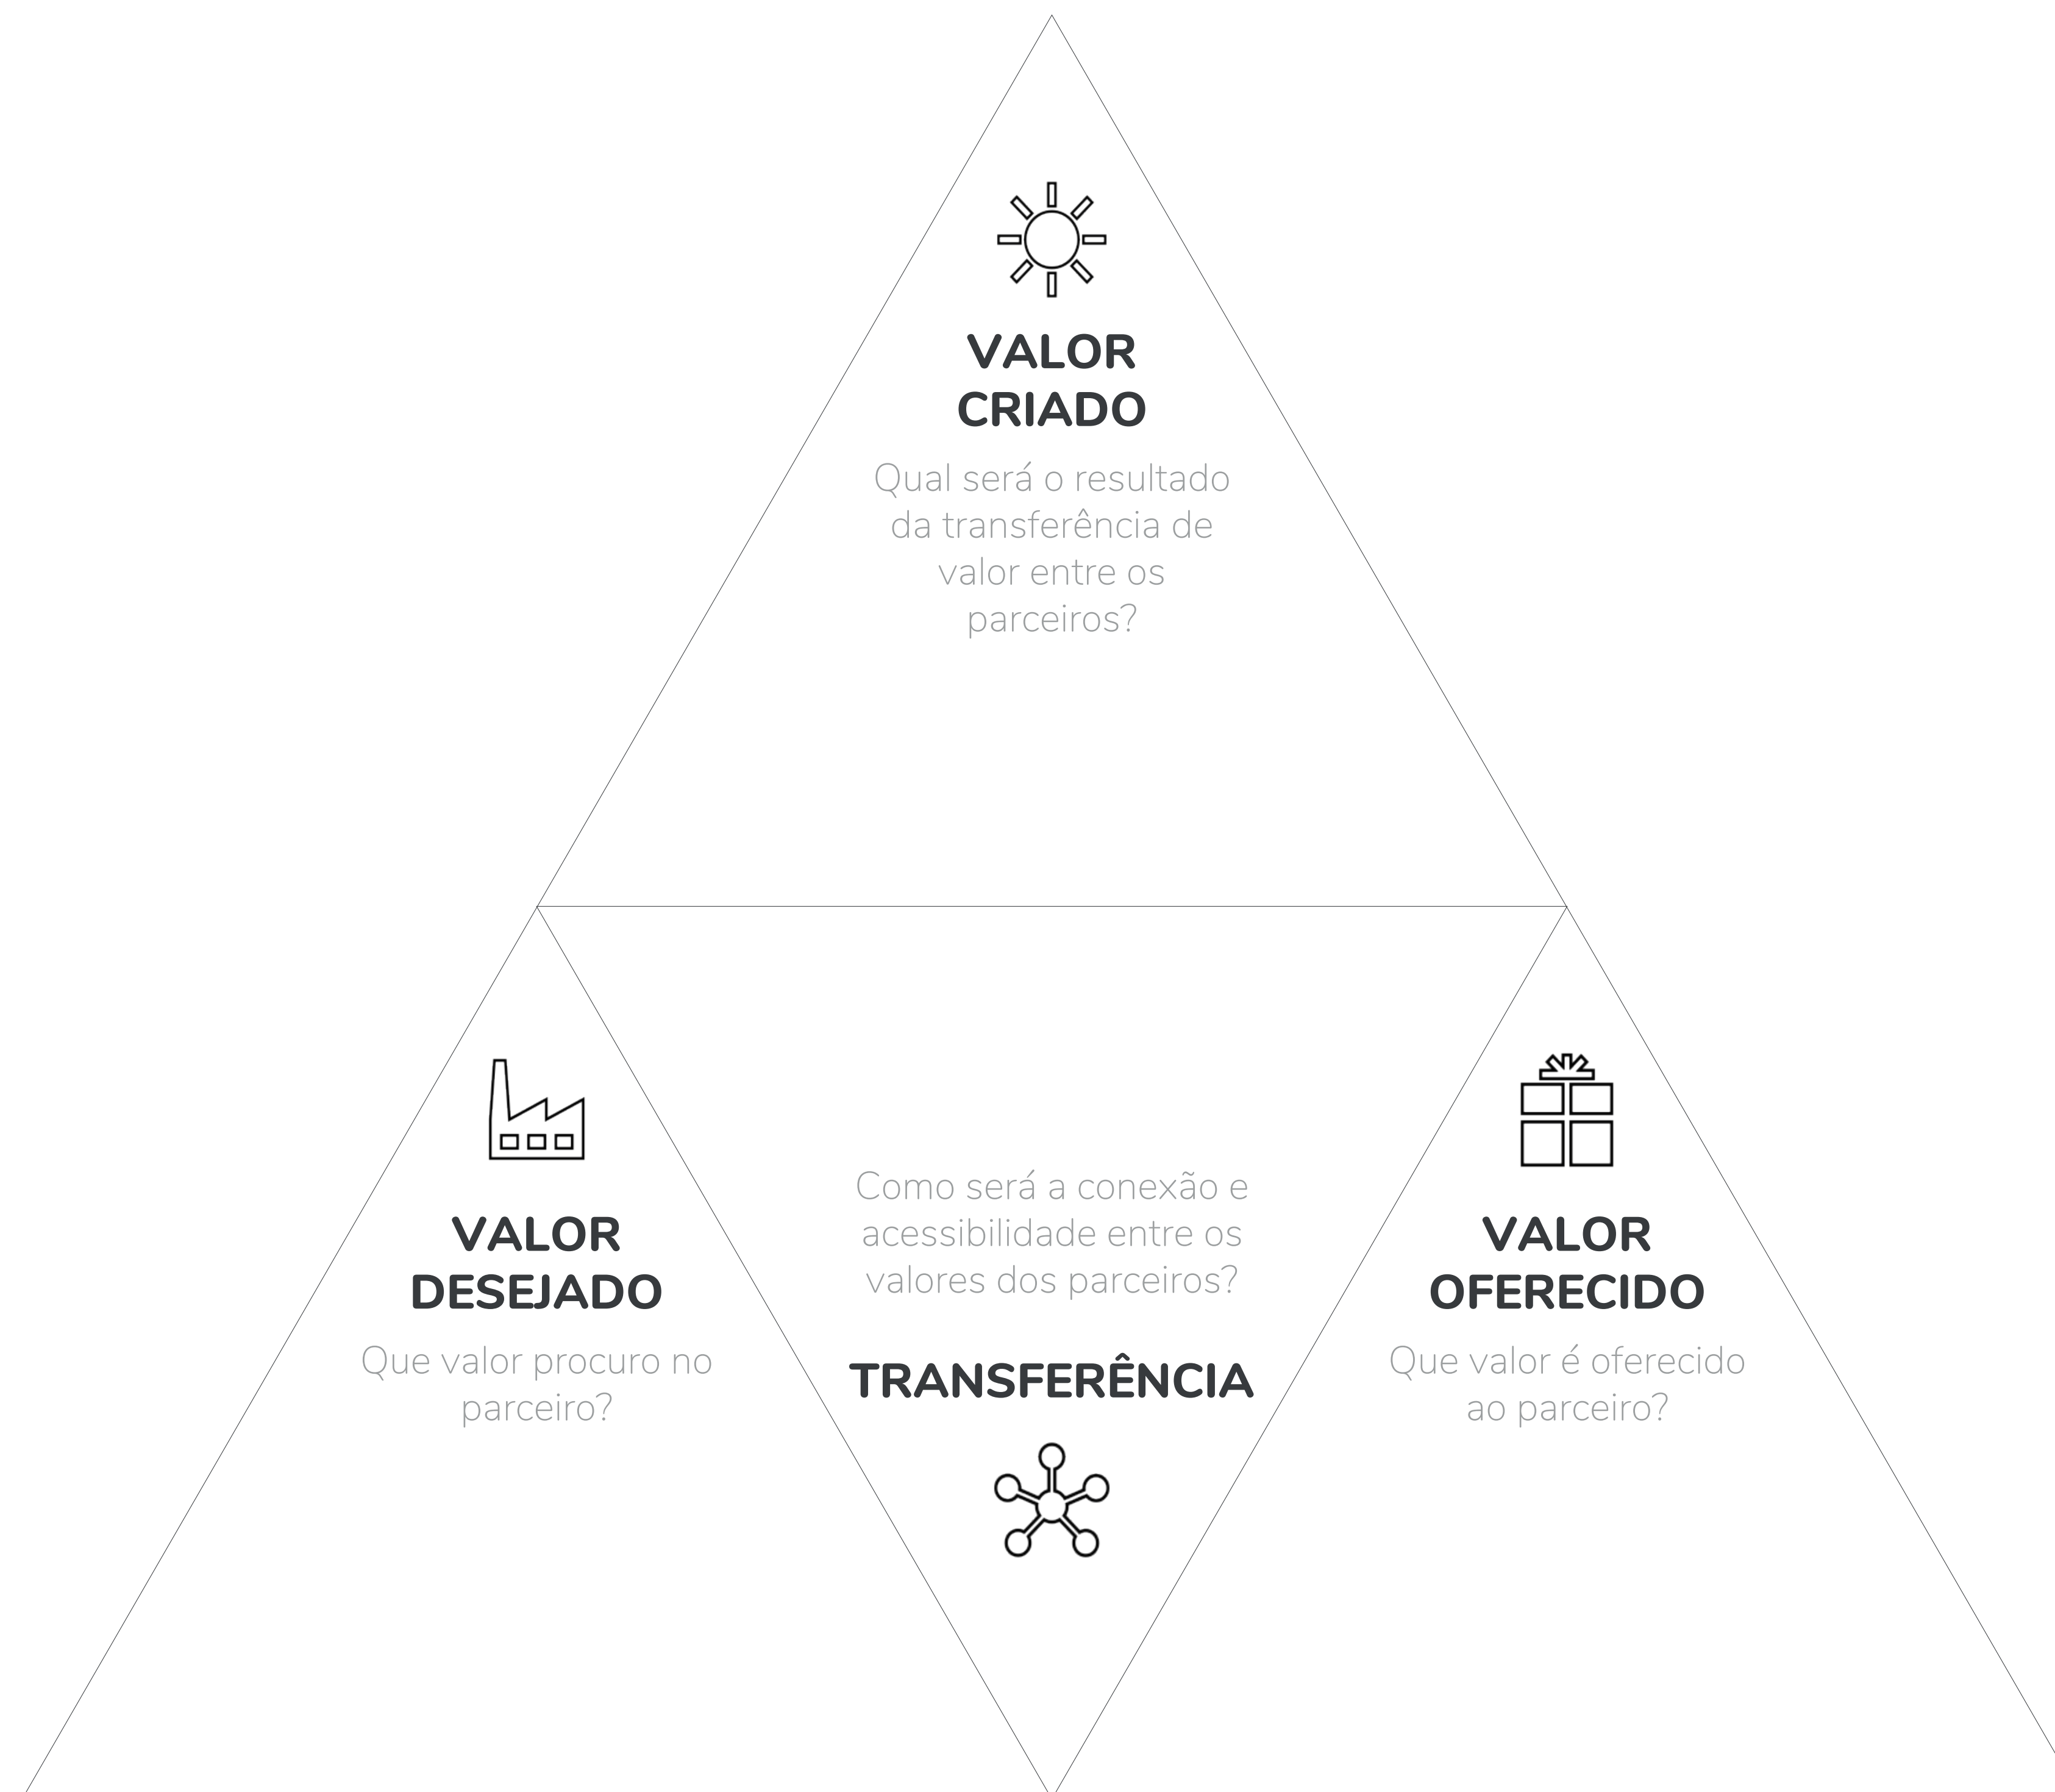 VALOR
CRIADO
Qual será o resultado
da transferência de
valor entre os
parceiros?
VALOR
DESEJADO
Que valor procuro no
parceiro?
Como será a conexão e
acessibilidade entre os
valores dos parceiros?
TRANSFERÊNCIA
VALOR
OFERECIDO
Que valor é oferecido
ao parceiro?